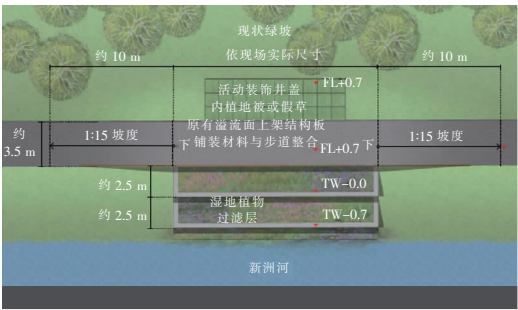 现状绿坡
约 10 m
依现场实际尺寸
约 10 m
FL+0.7
活动装饰井盖
内植地被或假草
约
3.5 m
1:15 坡度
原有溢流面上架结构板
下铺装材料与步道整合
FL+0.7 下
1:15 坡度
约 2.5 m
TW-0.0
约 2.5 m
湿地植物
过滤层
TW-0.7
新洲河